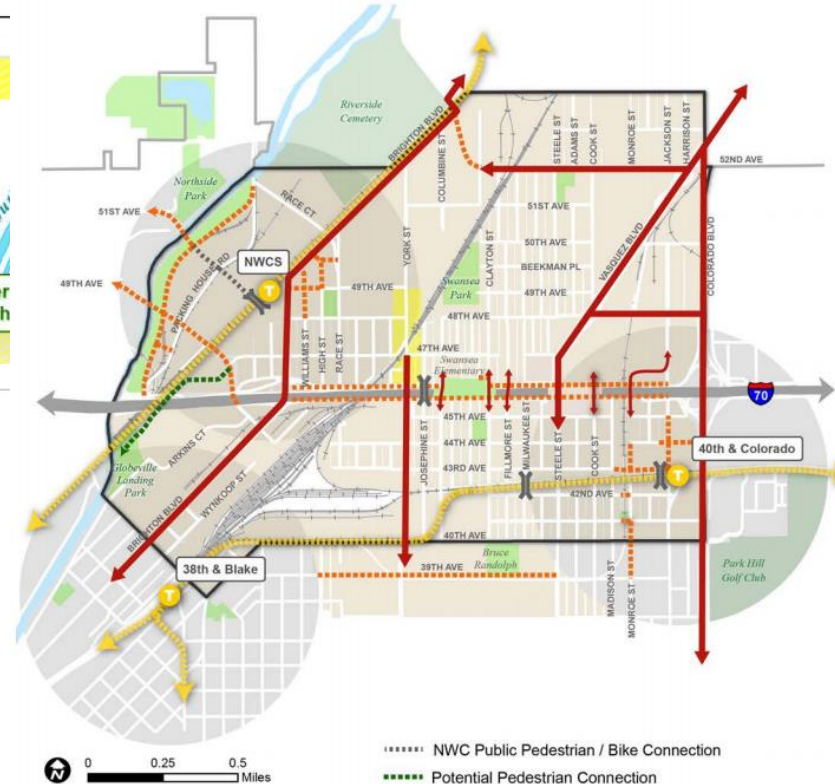 Riverside
Cemetery
BRIGHTON BLVD
COLUMBINE ST
STEELE ST
ADAMS ST
COOK ST
MONROE ST
JACKSON ST
HARRISON ST
52ND AVE
Northside
Park
51ST AVE
RACE CT
NWCS
T
PACKING HOUSE RD
49TH AVE
49TH AVE
YORK ST
CLAYTON ST
51ST AVE
50TH AVE
BEEKMAN PL
49TH AVE
48TH AVE
VASQUEZ BLVD
COLORADO BLVD
Swansea
Park
WILLIAMS ST
HIGH ST
RACE ST
47TH AVE
Swansea
Elementary
70
45TH AVE
44TH AVE
43RD AVE
JOSEPHINE ST
FILLMORE ST
MILWAUKEE ST
STEELE ST
COOK ST
40th & Colorado
T
42ND AVE
ARKINS CT
Globeville
Landing
Park
WYNKOOP ST
BRIGHTON BLVD
40TH AVE
38th & Blake
T
Bruce
Randolph
39TH AVE
MADISON ST
MONROE ST
Park Hill
Golf Club
0 0.25 0.5
Miles
NWC Public Pedestrian / Bike Connection
Potential Pedestrian Connection